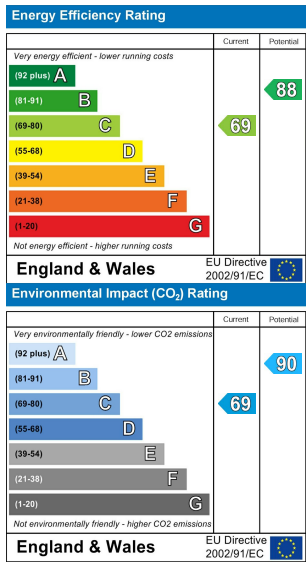 Energy Efficiency Rating
Current Potential
Very energy efficient - lower running costs
(92 plus) A
(81-91) B
(69-80) C
(55-68) D
(39-54) E
(21-38) F
(1-20) G
69
88
Not energy efficient - higher running costs
England & Wales
EU Directive
2002/91/EC
Environmental Impact (CO₂) Rating
Current Potential
Very environmentally friendly - lower CO2 emissions
(92 plus) A
(81-91) B
(69-80) C
(55-68) D
(39-54) E
(21-38) F
(1-20) G
69
90
Not environmentally friendly - higher CO2 emissions
England & Wales
EU Directive
2002/91/EC